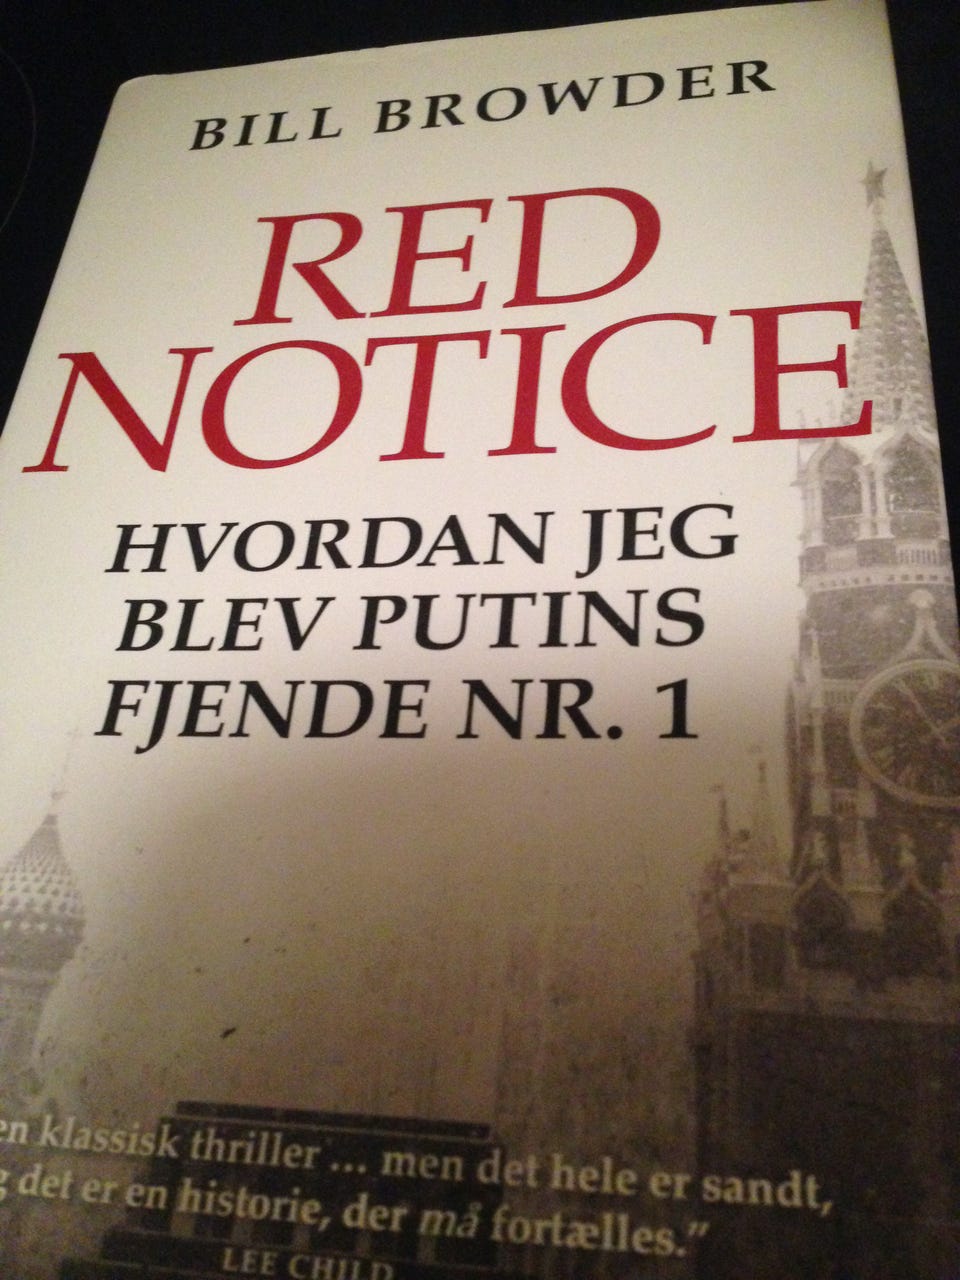 BILL BROWDER
RED
NOTICE
HVORDAN JEG
BLEV PUTINS
FJENDE NR. 1
en klassisk thriller ... men det hele er sandt,
det er en historie, der må fortælles."
LEE CHILD